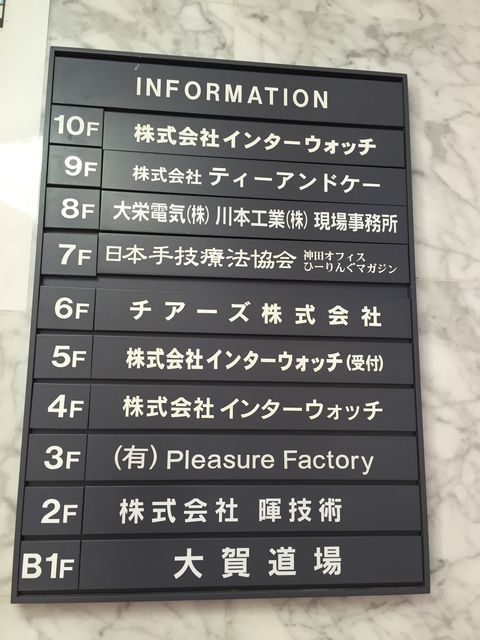 INFORMATION
10F 株式会社インターウォッチ
9F 株式会社 ティーアンドケー
8F 大栄電気(株) 川本工業(株) 現場事務所
7F 日本手技療法協会 神田オフィス
ひーりんぐマガジン
6F チアーズ株式会社
5F 株式会社インターウォッチ(受付)
4F 株式会社インターウォッチ
3F (有) Pleasure Factory
2F 株式会社 暉技術
B1F 大賀道場